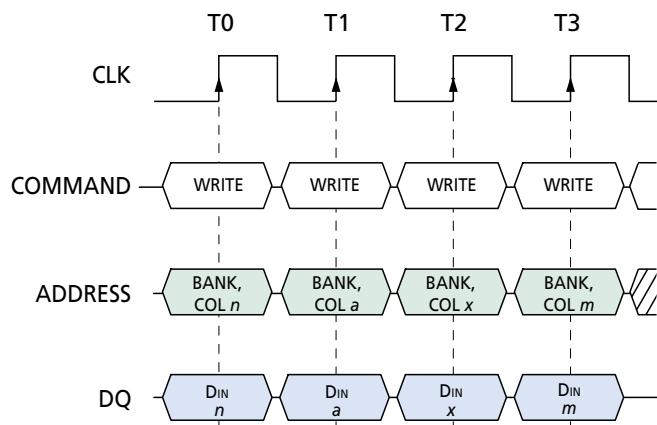 T0 T1 T2 T3
CLK
COMMAND WRITE WRITE WRITE WRITE
ADDRESS BANK, COL n BANK, COL a BANK, COL x BANK, COL m
DQ DIN n DIN a DIN x DIN m